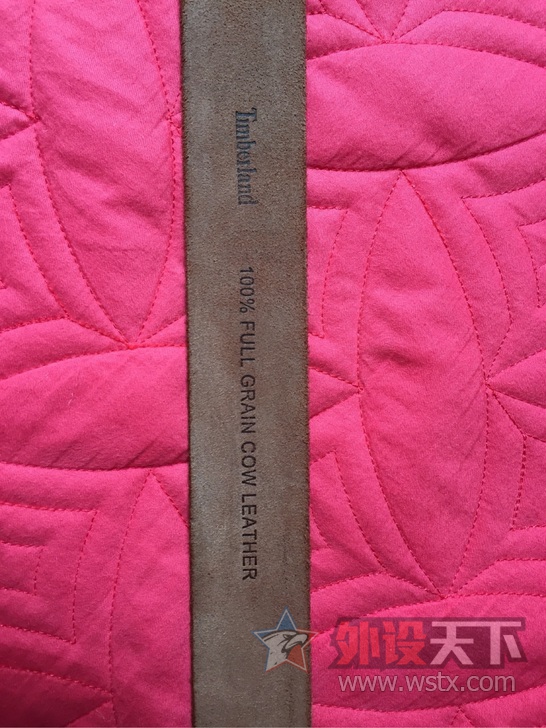 Timberland
100% FULL GRAIN COW LEATHER
外设天下
www.wstx.com